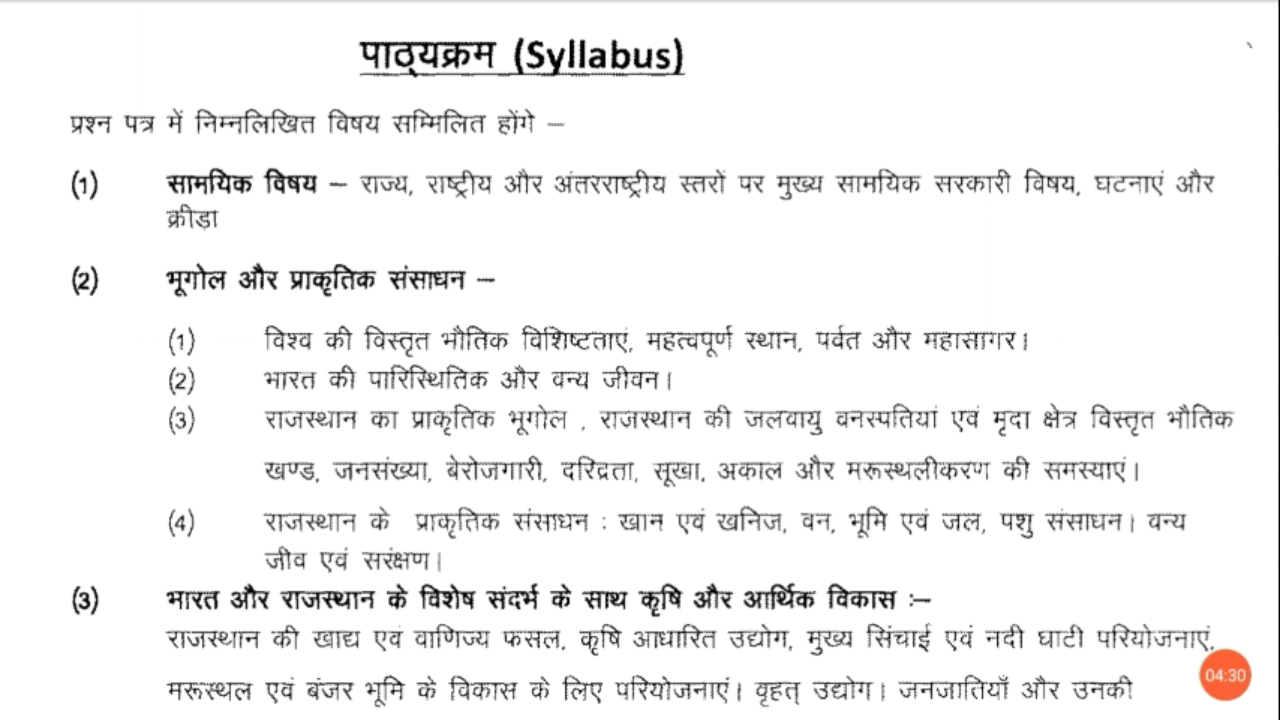 पाठ्यक्रम (Syllabus)
प्रश्न पत्र में निम्नलिखित विषय सम्मिलित होंगे –
(1) सामयिक विषय – राज्य, राष्ट्रीय और अंतरराष्ट्रीय स्तरों पर मुख्य सामयिक सरकारी विषय, घटनाएं और
क्रीड़ा
(2) भूगोल और प्राकृतिक संसाधन –
(1) विश्व की विस्तृत भौतिक विशिष्टताएं, महत्वपूर्ण स्थान, पर्वत और महासागर।
(2) भारत की पारिस्थितिक और वन्य जीवन।
(3) राजस्थान का प्राकृतिक भूगोल , राजस्थान की जलवायु वनस्पतियां एवं मृदा क्षेत्र विस्तृत भौतिक
खण्ड, जनसंख्या, बेरोजगारी, दरिद्रता, सूखा, अकाल और मरूस्थलीकरण की समस्याएं।
(4) राजस्थान के प्राकृतिक संसाधन : खान एवं खनिज, वन, भूमि एवं जल, पशु संसाधन। वन्य
जीव एवं सरंक्षण।
(3) भारत और राजस्थान के विशेष संदर्भ के साथ कृषि और आर्थिक विकास :–
राजस्थान की खाद्य एवं वाणिज्य फसल, कृषि आधारित उद्योग, मुख्य सिंचाई एवं नदी घाटी परियोजनाएं,
मरूस्थल एवं बंजर भूमि के विकास के लिए परियोजनाएं। वृहत् उद्योग। जनजातियाँ और उनकी
04:30